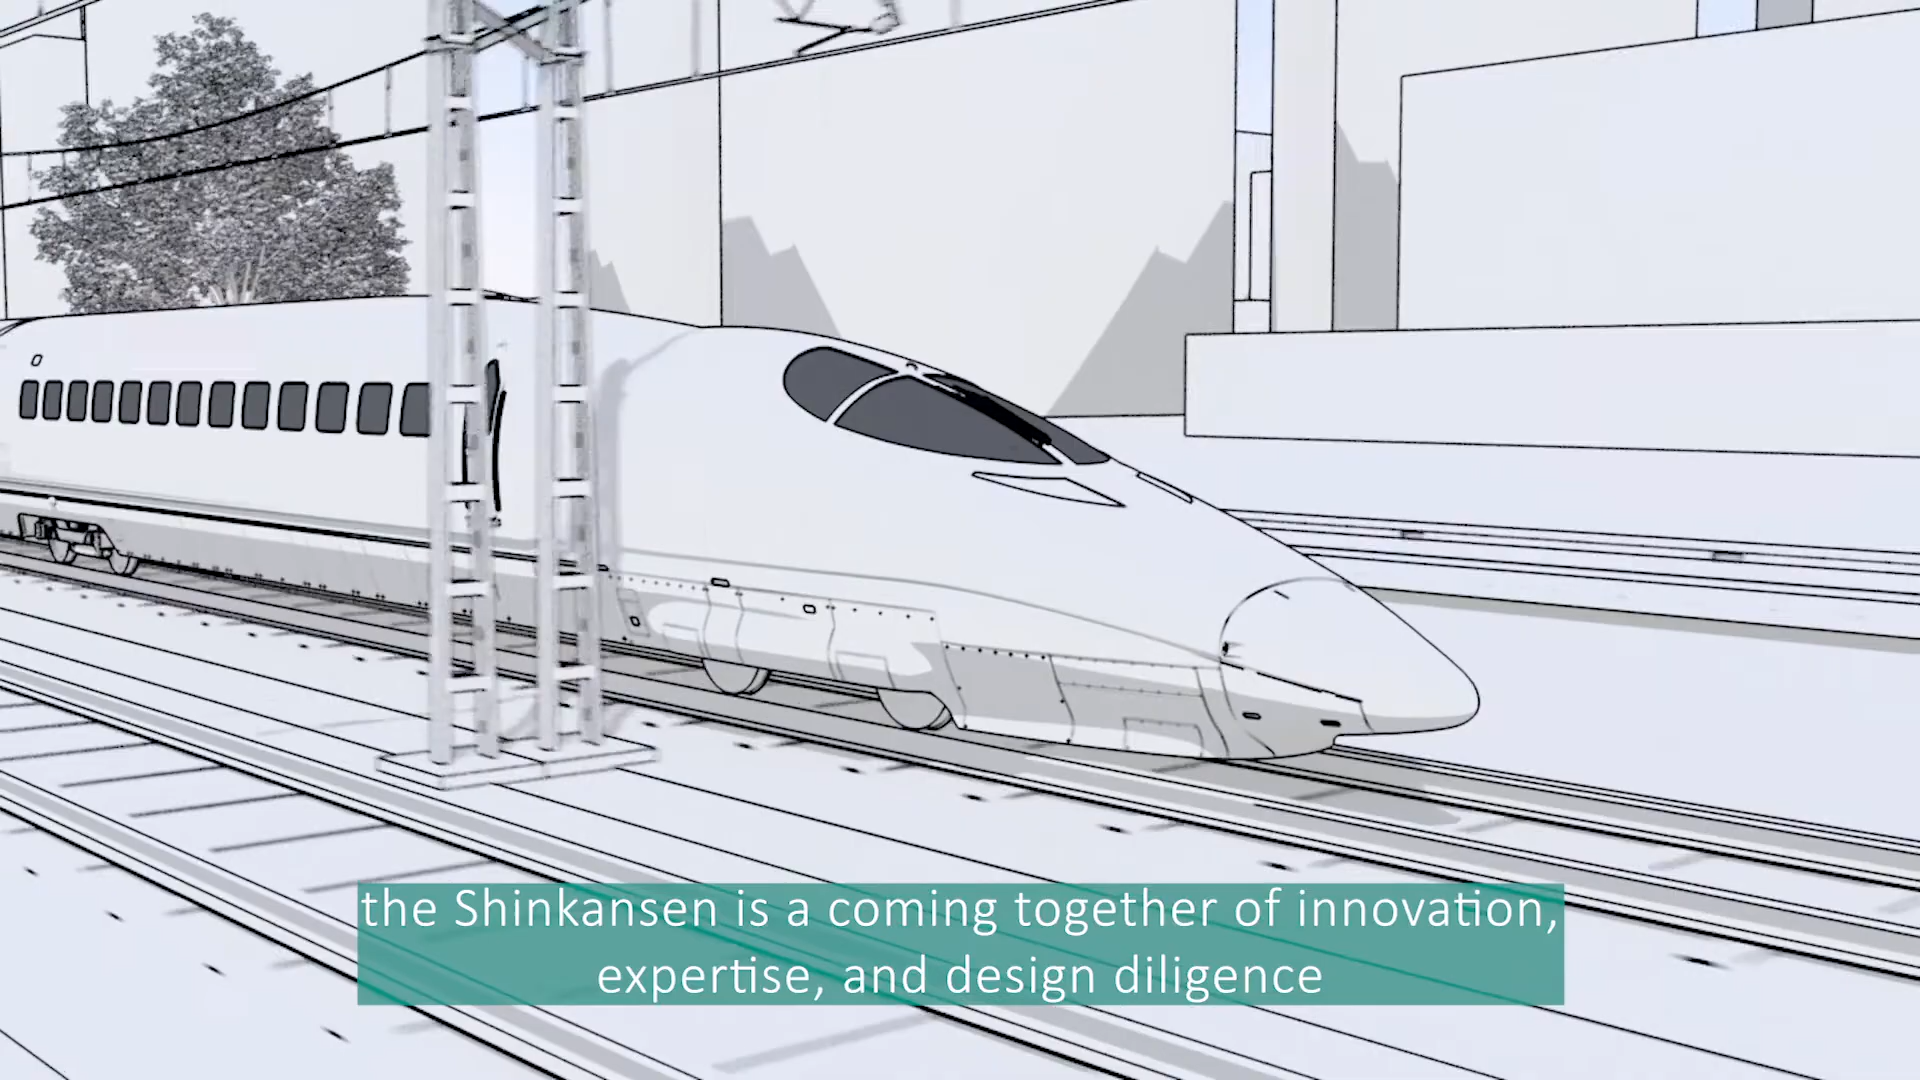 the Shinkansen is a coming together of innovation,
expertise, and design diligence